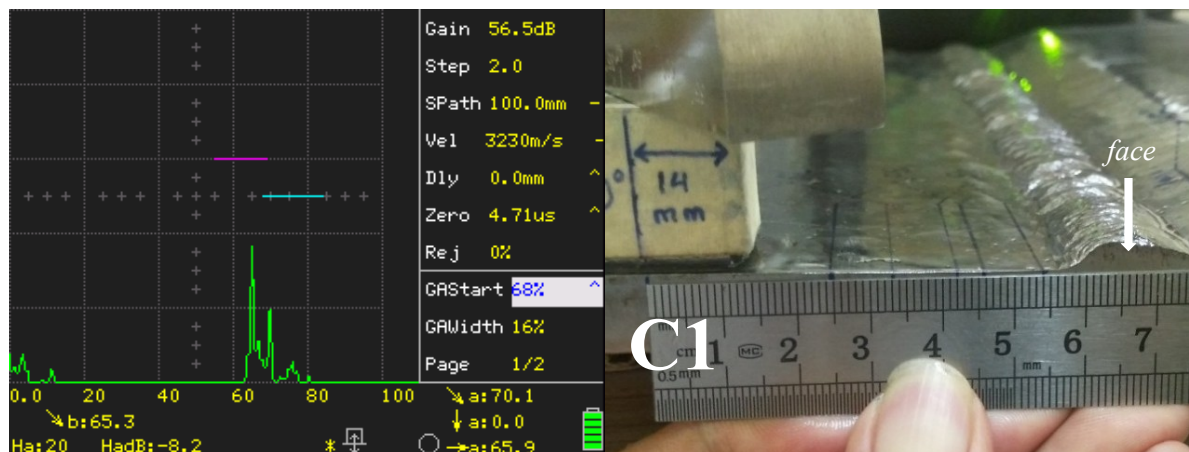 Gain 56.5dB
Step 2.0
SPath 100.0mm -
Vel 3230m/s -
Dly 0.0mm ^
Zero 4.71us ^
Rej 0%
GAStart 68% ^
GAWidth 16%
Page 1/2
0.0 20 40 60 80 100
b:65.3
a:70.1
a:0.0
Ha:20 HadB:-8.2 *
a:65.9
14
mm
face
C1
1 MC 2 3 4 5 6 7
cm
mm
0.5mm